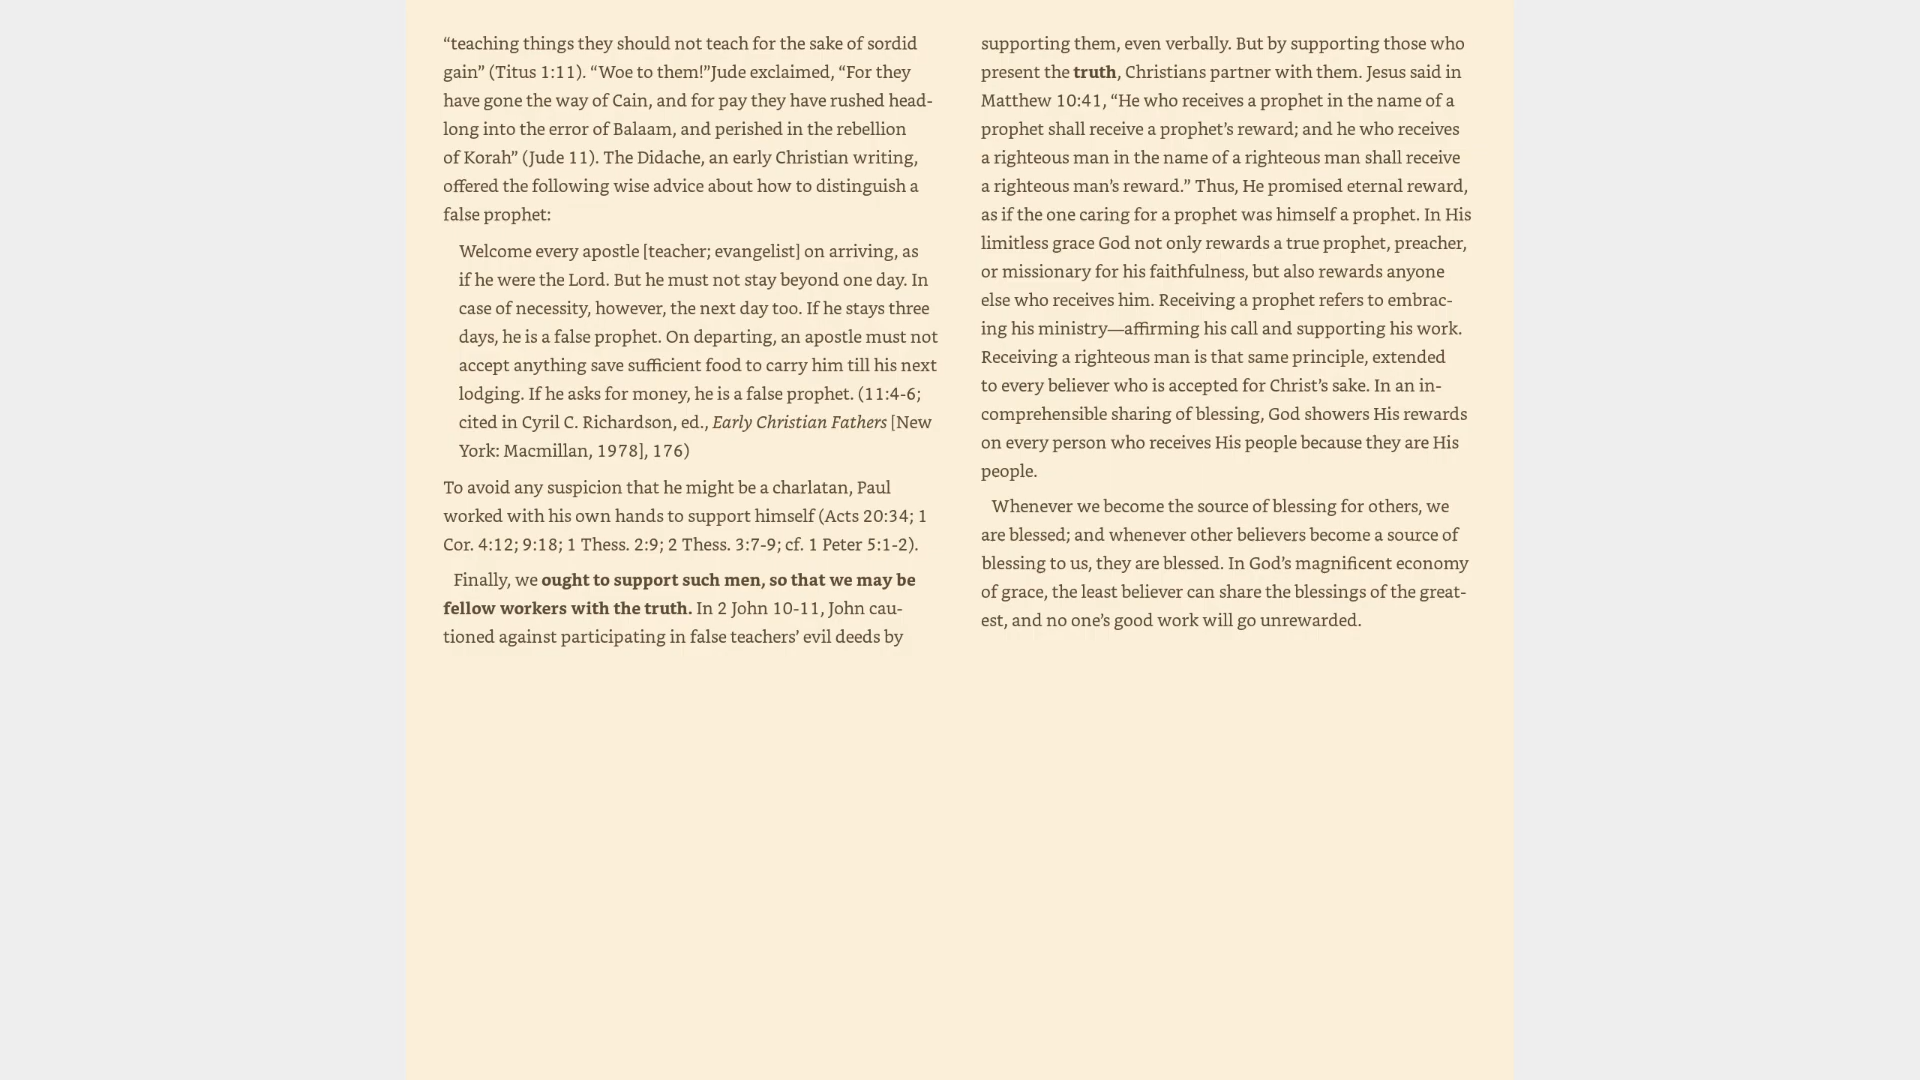 “teaching things they should not teach for the sake of sordid
gain” (Titus 1:11). “Woe to them!”Jude exclaimed, “For they
have gone the way of Cain, and for pay they have rushed head-
long into the error of Balaam, and perished in the rebellion
of Korah” (Jude 11). The Didache, an early Christian writing,
offered the following wise advice about how to distinguish a
false prophet:
Welcome every apostle [teacher; evangelist] on arriving, as
if he were the Lord. But he must not stay beyond one day. In
case of necessity, however, the next day too. If he stays three
days, he is a false prophet. On departing, an apostle must not
accept anything save sufficient food to carry him till his next
lodging. If he asks for money, he is a false prophet. (11:4-6;
cited in Cyril C. Richardson, ed., Early Christian Fathers [New
York: Macmillan, 1978], 176)
To avoid any suspicion that he might be a charlatan, Paul
worked with his own hands to support himself (Acts 20:34; 1
Cor. 4:12; 9:18; 1 Thess. 2:9; 2 Thess. 3:7-9; cf. 1 Peter 5:1-2).
Finally, we ought to support such men, so that we may be
fellow workers with the truth. In 2 John 10-11, John cau-
tioned against participating in false teachers’ evil deeds by
supporting them, even verbally. But by supporting those who
present the truth, Christians partner with them. Jesus said in
Matthew 10:41, “He who receives a prophet in the name of a
prophet shall receive a prophet’s reward; and he who receives
a righteous man in the name of a righteous man shall receive
a righteous man’s reward.” Thus, He promised eternal reward,
as if the one caring for a prophet was himself a prophet. In His
limitless grace God not only rewards a true prophet, preacher,
or missionary for his faithfulness, but also rewards anyone
else who receives him. Receiving a prophet refers to embrac-
ing his ministry—affirming his call and supporting his work.
Receiving a righteous man is that same principle, extended
to every believer who is accepted for Christ’s sake. In an in-
comprehensible sharing of blessing, God showers His rewards
on every person who receives His people because they are His
people.
Whenever we become the source of blessing for others, we
are blessed; and whenever other believers become a source of
blessing to us, they are blessed. In God’s magnificent economy
of grace, the least believer can share the blessings of the great-
est, and no one’s good work will go unrewarded.